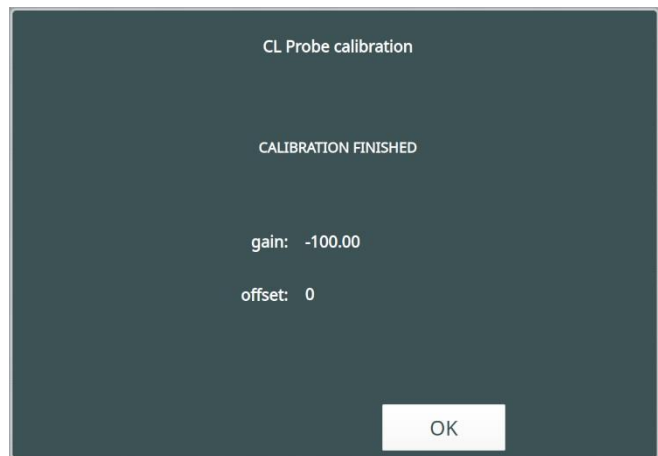 CL Probe calibration
CALIBRATION FINISHED
gain: -100.00
offset: 0
OK